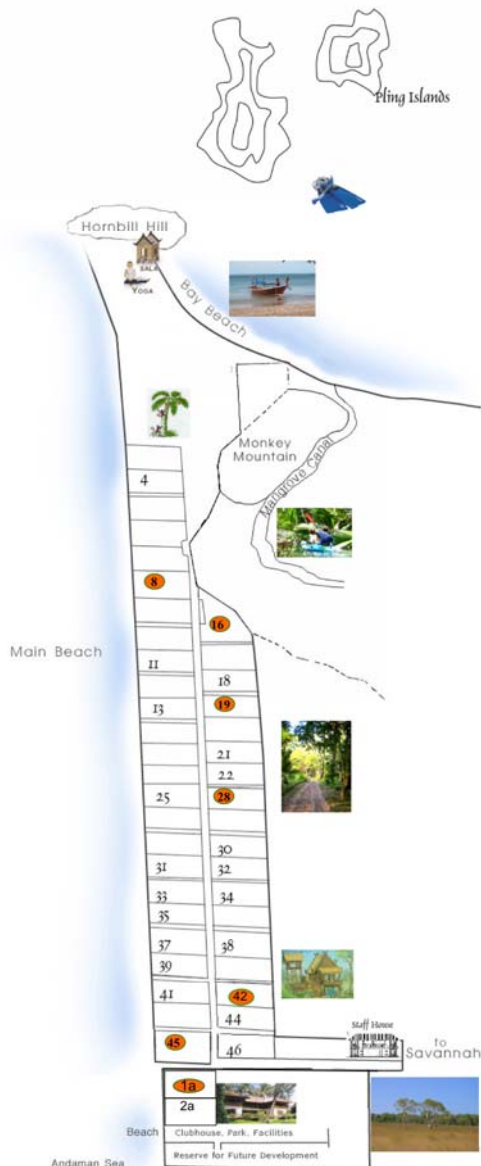 Pling Islands
Hornbill Hill
SALA
YOGA
Bay Beach
Monkey
Mountain
Mangrove Canal
4
8
16
Main Beach
11
18
13
19
21
22
25
28
30
31
32
33
34
35
37
38
39
41
42
44
45
46
Staff House
to
Savannah
1a
2a
Beach
Clubhouse, Park, Facilities
Reserve for Future Development
Andaman Sea